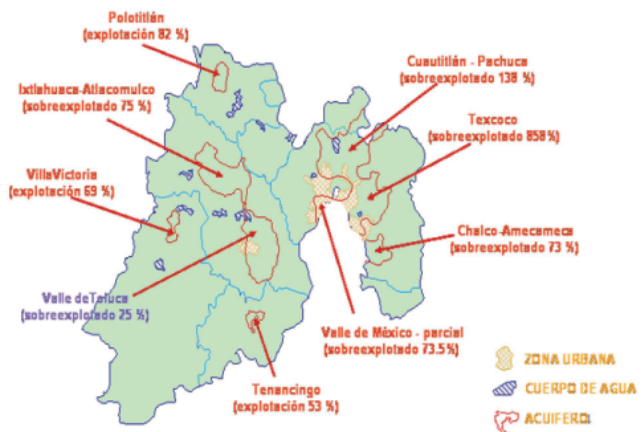 Polotitlán
(explotación 82 %)
Cuautitlán - Pachuca
(sobreexplotado 138 %)
Ixtlahuaca-Atlacomulco
(sobreexplotado 75 %)
Texcoco
(sobreexplotado 858%)
VillaVictoria
(explotación 69 %)
Chalco-Amecameca
(sobreexplotado 73 %)
Valle de Toluca
(sobreexplotado 25 %)
Valle de México - parcial
(sobreexplotado 73.5%)
Tenancingo
(explotación 53 %)
ZONA URBANA
CUERPO DE AGUA
ACUIFERO